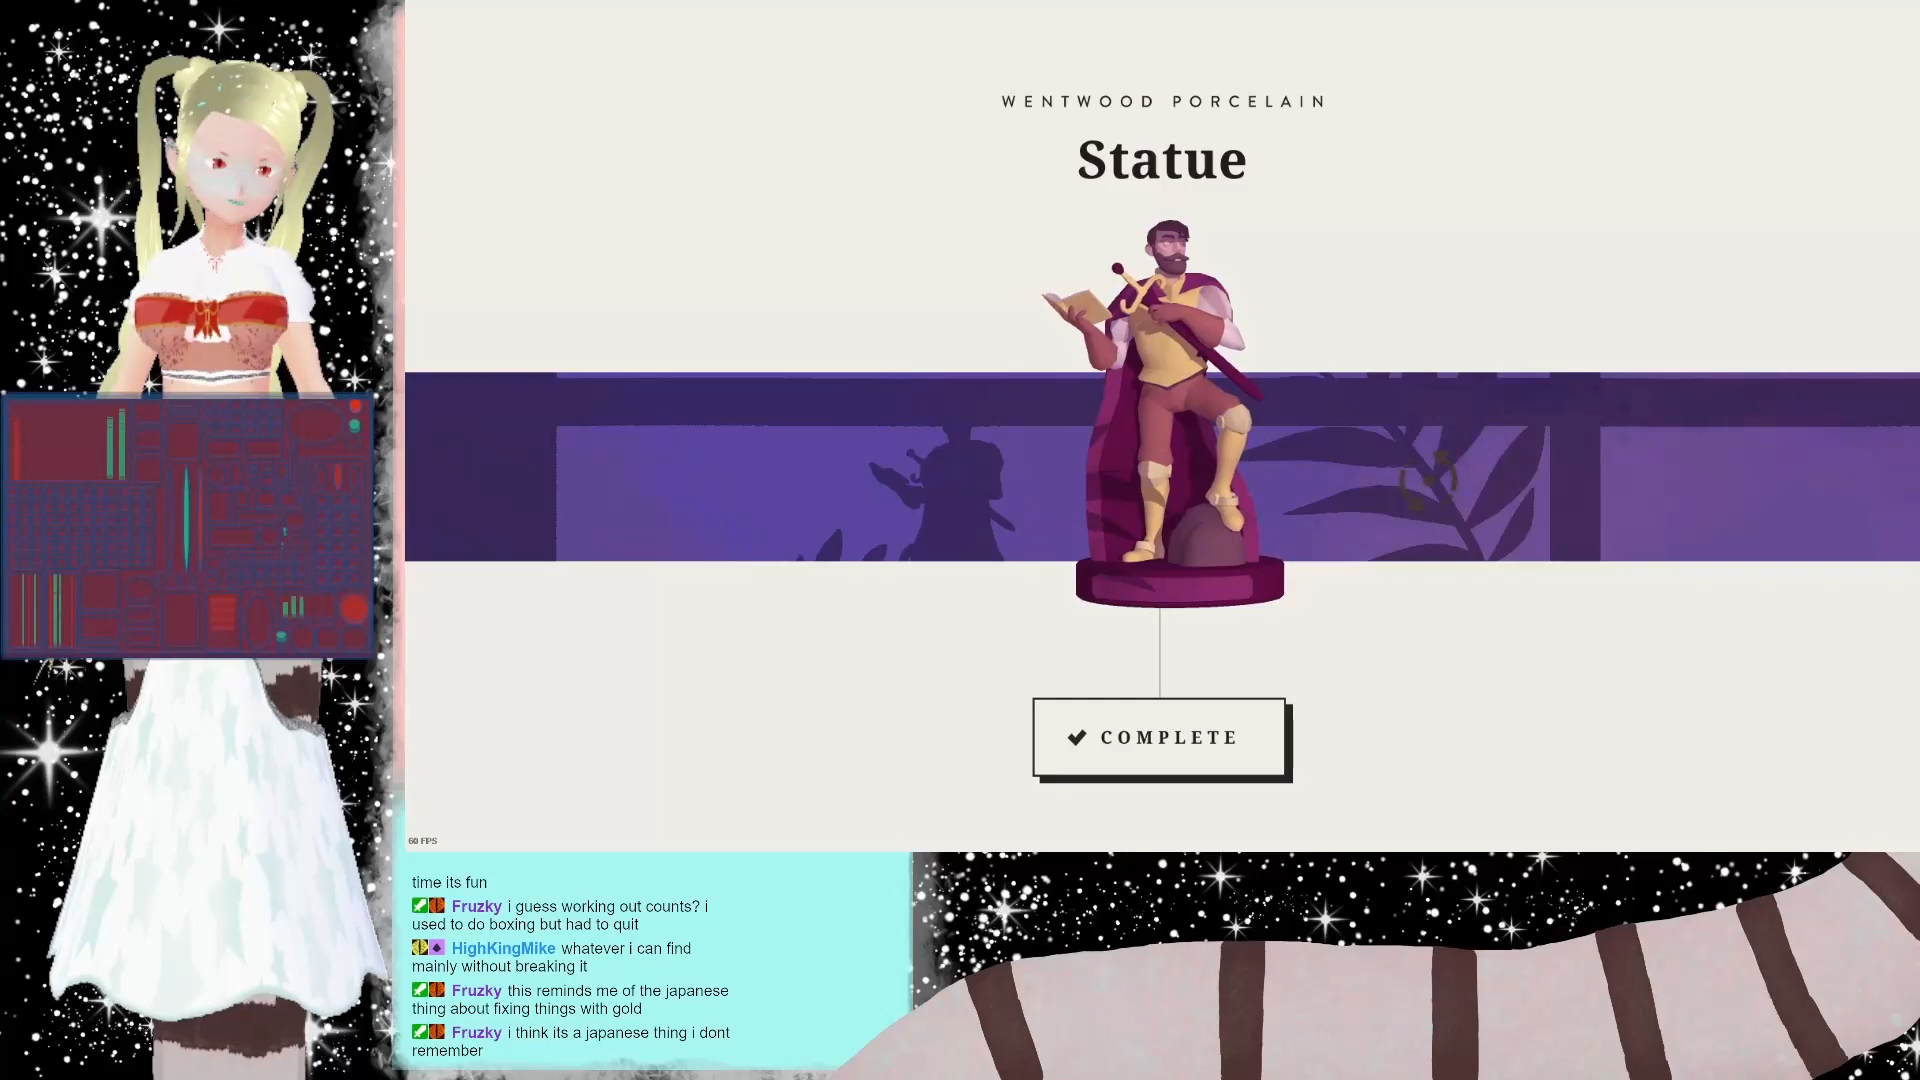 WENTWOOD PORCELAIN
Statue
COMPLETE
60 FPS
time its fun
Fruzky i guess working out counts? i
used to do boxing but had to quit
HighKingMike whatever i can find
mainly without breaking it
Fruzky this reminds me of the japanese
thing about fixing things with gold
Fruzky i think its a japanese thing i dont
remember